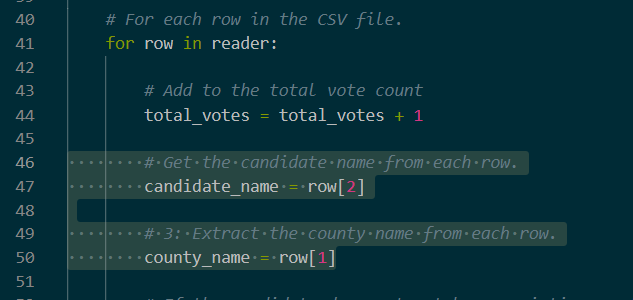 40 # For each row in the CSV file.
41 for row in reader:
42
43 # Add to the total vote count
44 total_votes = total_votes + 1
45
46 # Get the candidate name from each row.
47 candidate_name = row[2]
48
49 # 3: Extract the county name from each row.
50 county_name = row[1]
51